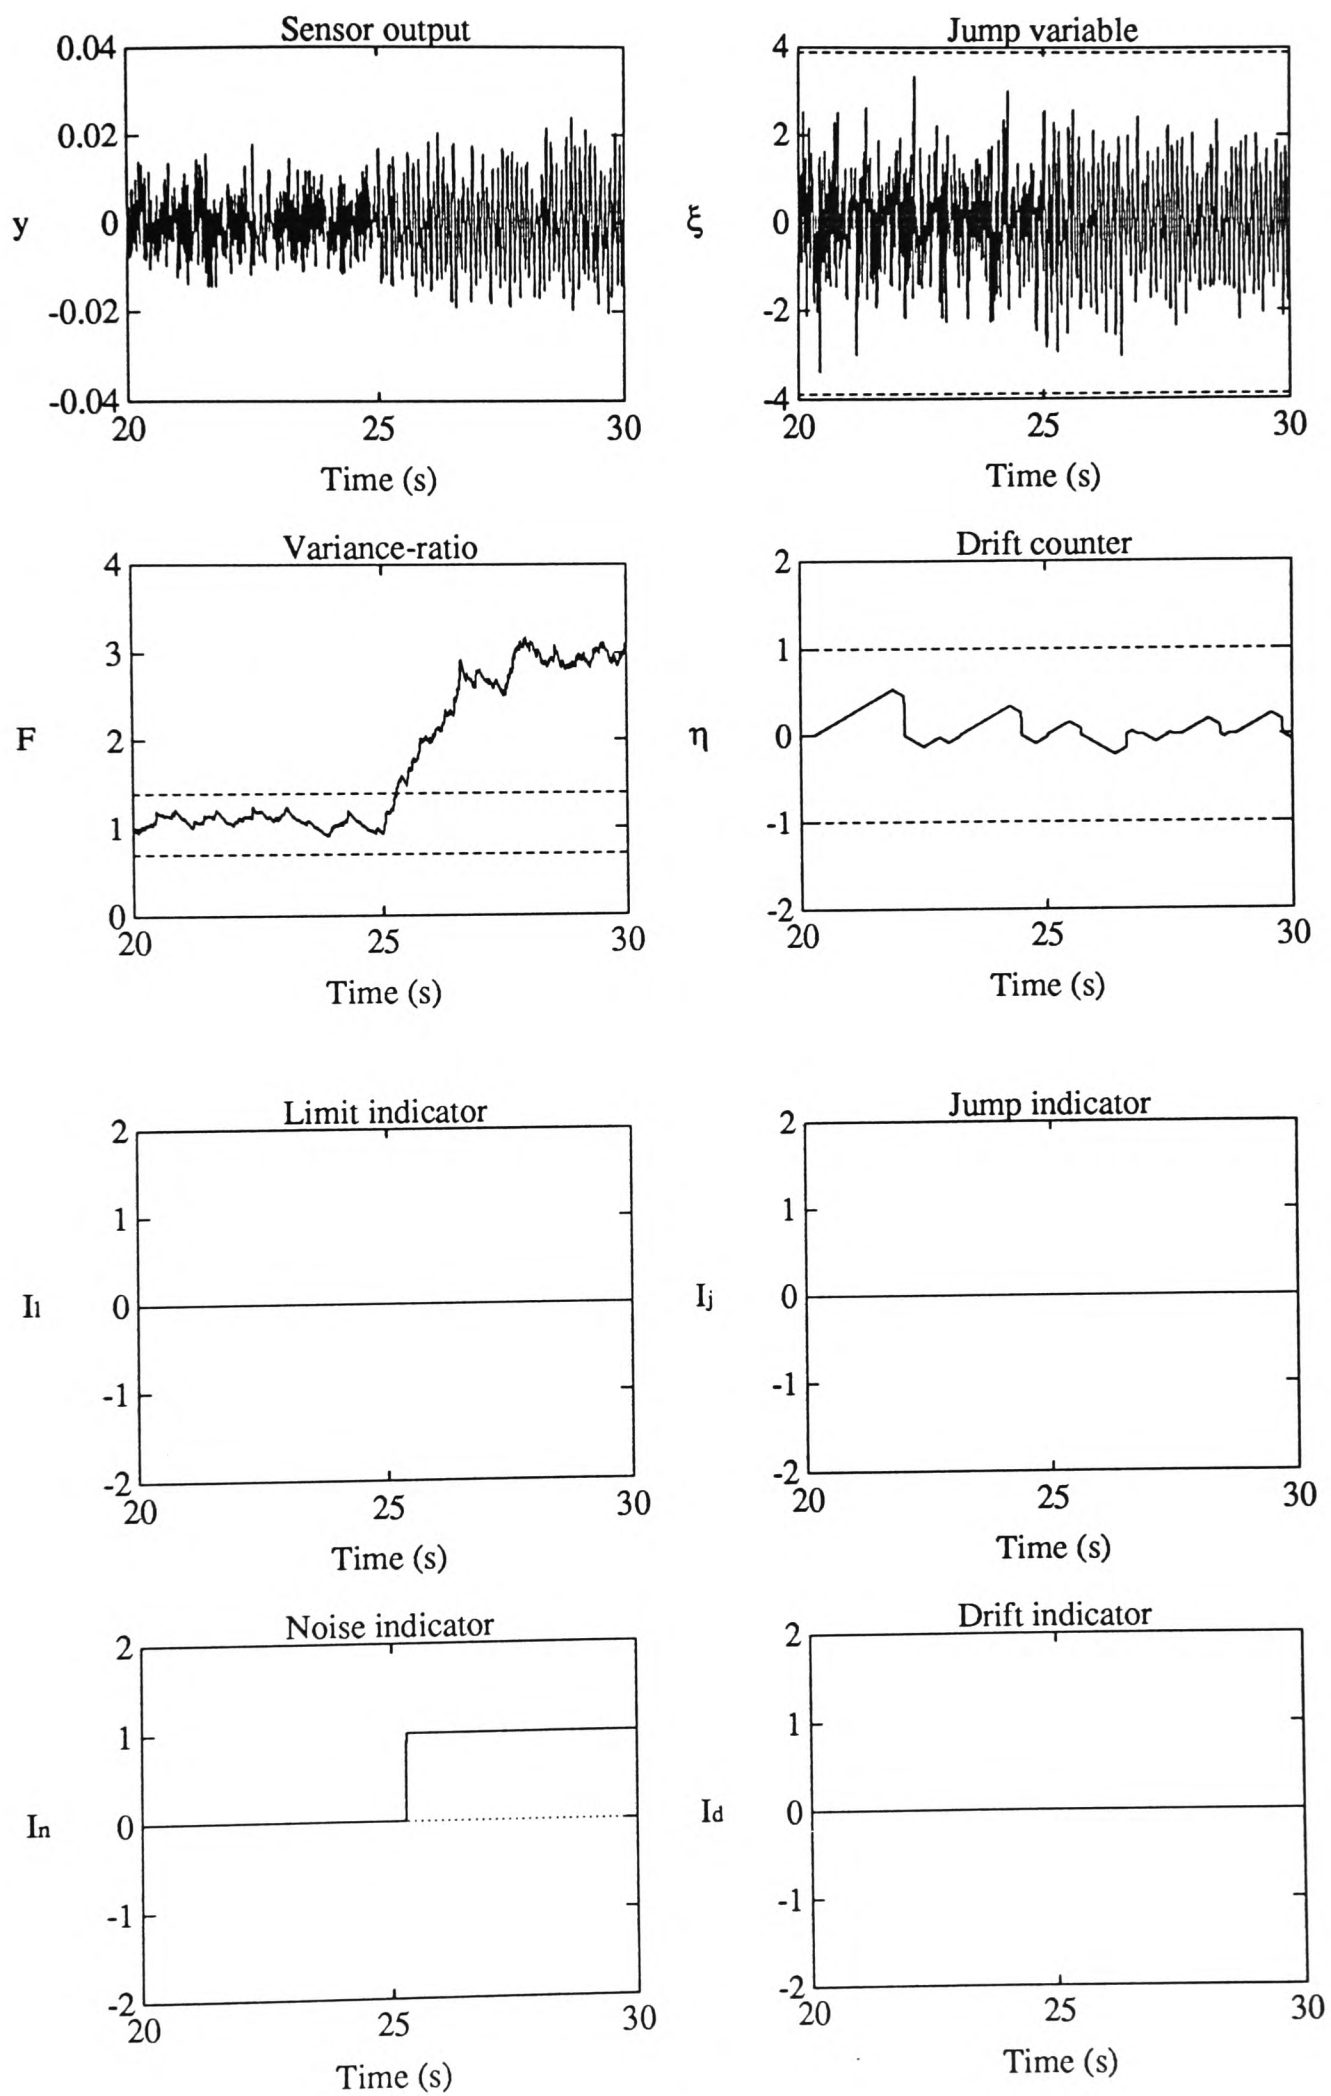 Sensor output
0.04
0.02
0
-0.02
-0.04
y
20
25
30
Time (s)
Jump variable
4
2
0
-2
-4
ξ
20
25
30
Time (s)
Variance-ratio
4
3
2
1
0
F
20
25
30
Time (s)
Drift counter
2
1
0
-1
-2
η
20
25
30
Time (s)
Limit indicator
2
1
0
-1
-2
Il
20
25
30
Time (s)
Jump indicator
2
1
0
-1
-2
Ij
20
25
30
Time (s)
Noise indicator
2
1
0
-1
-2
In
20
25
30
Time (s)
Drift indicator
2
1
0
-1
-2
Id
20
25
30
Time (s)